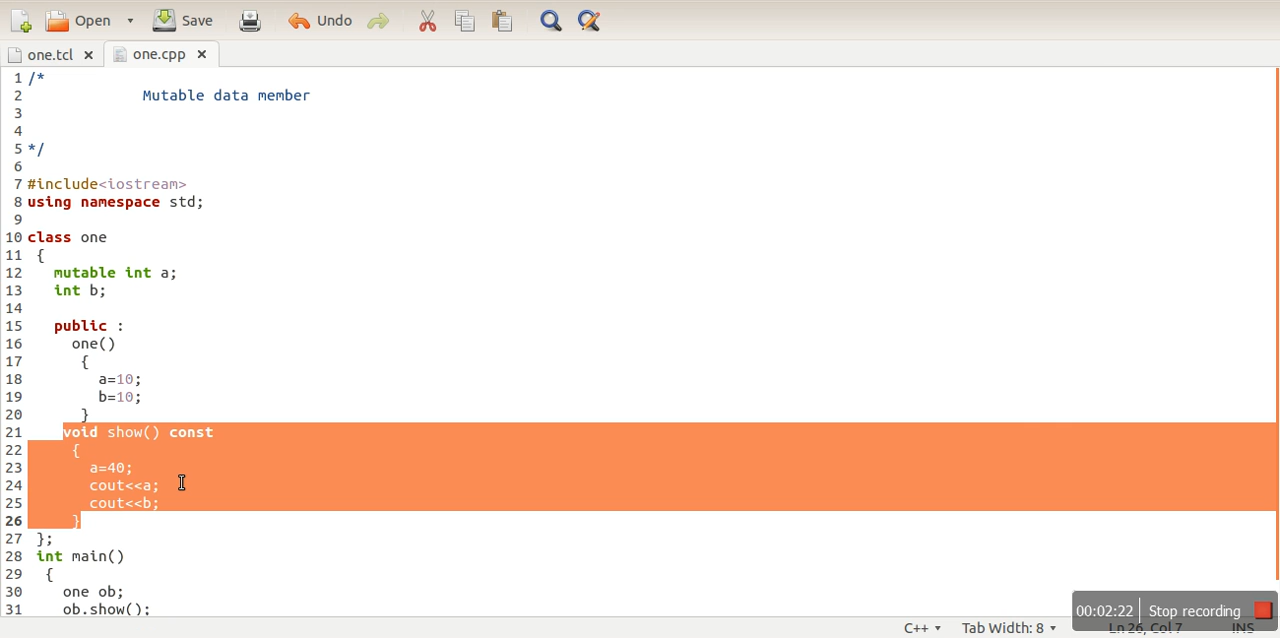 Open Save Undo
one.tcl one.cpp
1 /*
2 Mutable data member
3
4
5 */
6
7 #include<iostream>
8 using namespace std;
9
10 class one
11 {
12 mutable int a;
13 int b;
14
15 public :
16 one()
17 {
18 a=10;
19 b=10;
20 }
21 void show() const
22 {
23 a=40;
24 cout<<a;
25 cout<<b;
26 }
27 };
28 int main()
29 {
30 one ob;
31 ob.show();
00:02:22 Stop recording
C++ Tab Width: 8 Ln 26, Col 7 INS